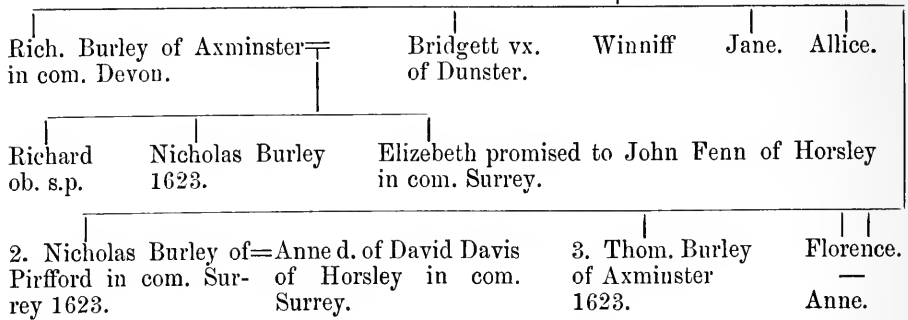 Rich. Burley of Axminster= Bridgett vx. Winniff Jane. Allice.
in com. Devon. of Dunster.
Richard Nicholas Burley Elizebeth promised to John Fenn of Horsley
ob. s.p. 1623. in com. Surrey.
2. Nicholas Burley of=Anne d. of David Davis 3. Thom. Burley Florence.
Pirfford in com. Sur- of Horsley in com. of Axminster —
rey 1623. Surrey. 1623. Anne.